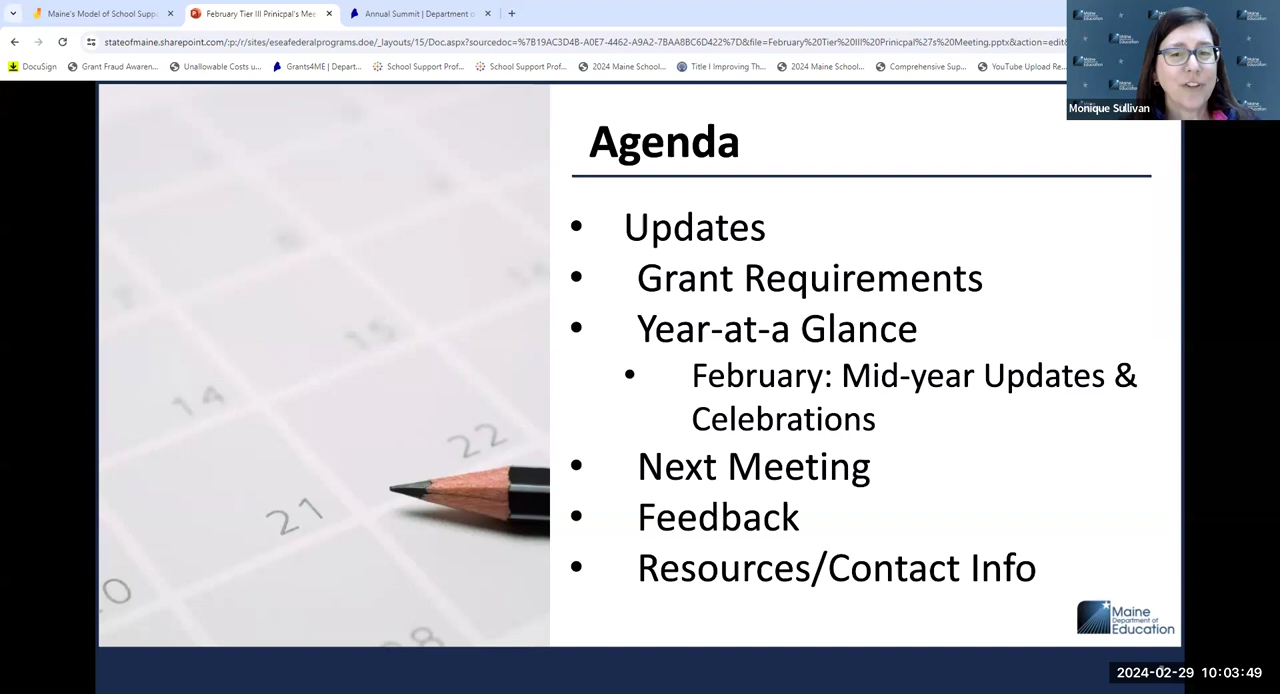 Maine's Model of School Supp
February Tier III Prinicpal's Mee
Annual Summit | Department o
stateofmaine.sharepoint.com/:p:/r/sites/eseafederalprograms.doe/_layouts/15/Doc.aspx?sourcedoc=%7B19AC3D4B-A0E7-4462-A9A2-7BAA8BC6D422%7D&file=February%20Tier%20III%20Prinicpal%27s%20Meeting.pptx&action=edit&
DocuSign
Grant Fraud Awaren...
Unallowable Costs u...
Grants4ME | Depart...
School Support Prof...
School Support Prof...
2024 Maine School...
Title I Improving Th...
2024 Maine School...
Comprehensive Sup...
YouTube Upload Re...
Monique Sullivan
Agenda
• Updates
• Grant Requirements
• Year-at-a Glance
• February: Mid-year Updates &
Celebrations
• Next Meeting
• Feedback
• Resources/Contact Info
14
15
21
22
Maine
Department of
Education
2024-02-29 10:03:49